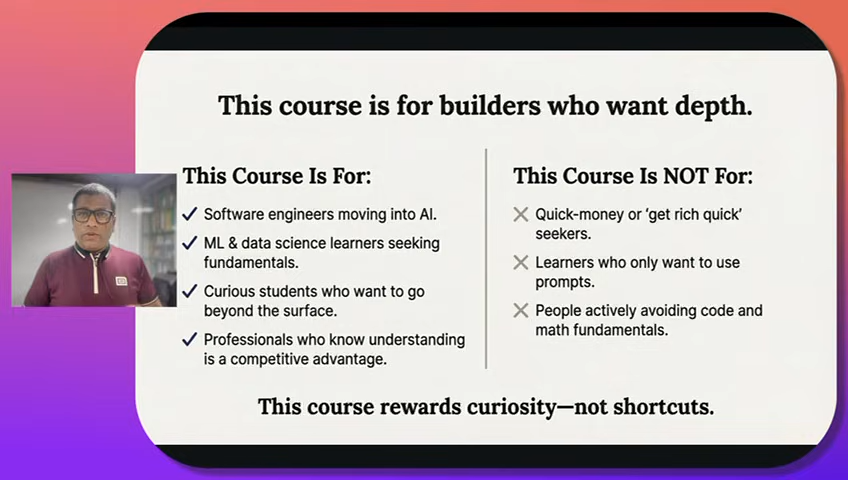 This course is for builders who want depth.
This Course Is For:
Software engineers moving into AI.
ML & data science learners seeking
fundamentals.
Curious students who want to go
beyond the surface.
Professionals who know understanding
is a competitive advantage.
This Course Is NOT For:
Quick-money or ‘get rich quick’
seekers.
Learners who only want to use
prompts.
People actively avoiding code and
math fundamentals.
This course rewards curiosity—not shortcuts.